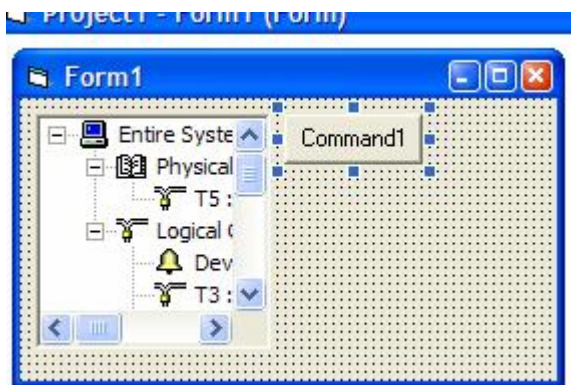 Project1 - Form1 (Form)
Form1
Entire Syste
Command1
Physical
T5 :
Logical
Dev
T3 :